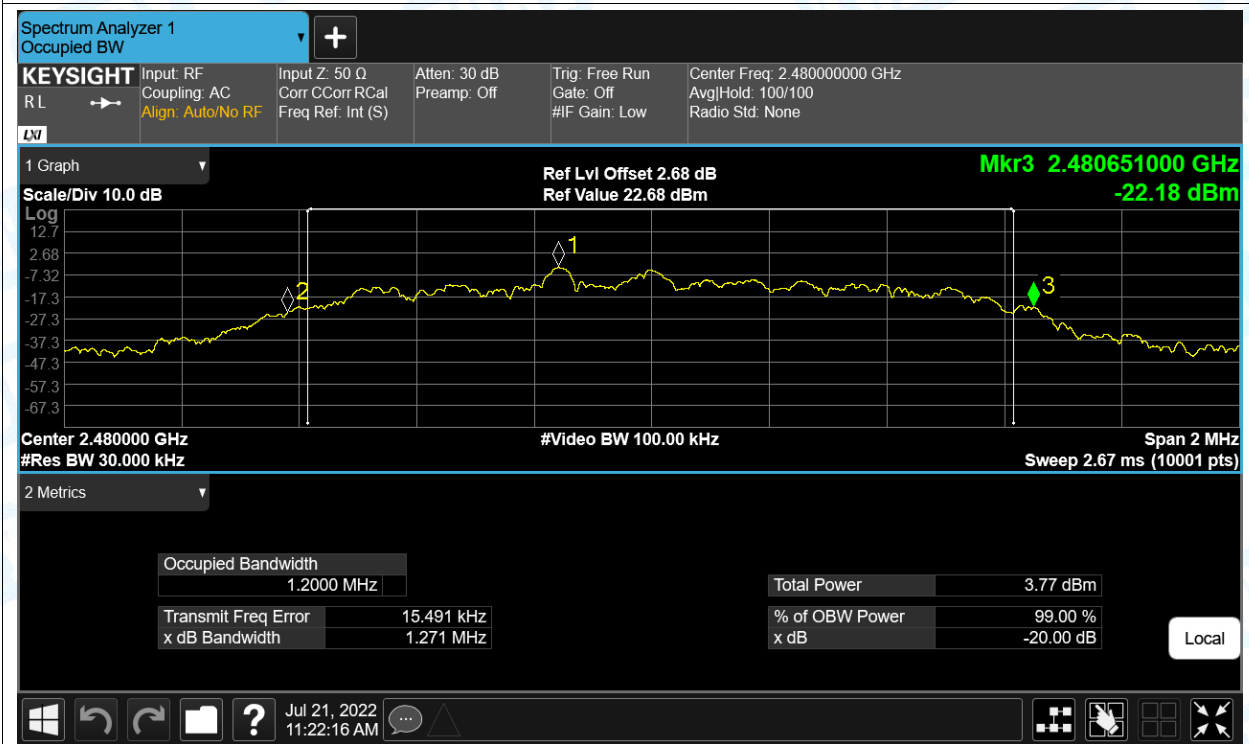 Spectrum Analyzer 1
Occupied BW
KEYSIGHT
R L
LXI
Input: RF
Coupling: AC
Align: Auto/No RF
Input Z: 50 Ω
Corr CCorr RCal
Freq Ref: Int (S)
Atten: 30 dB
Preamp: Off
Trig: Free Run
Gate: Off
#IF Gain: Low
Center Freq: 2.480000000 GHz
Avg|Hold: 100/100
Radio Std: None
1 Graph
Scale/Div 10.0 dB
Ref Lvl Offset 2.68 dB
Ref Value 22.68 dBm
Mkr3 2.480651000 GHz
-22.18 dBm
Log
12.7
2.68
-7.32
-17.3
-27.3
-37.3
-47.3
-57.3
-67.3
1
2
3
Center 2.480000 GHz
#Video BW 100.00 kHz
Span 2 MHz
#Res BW 30.000 kHz
Sweep 2.67 ms (10001 pts)
2 Metrics
Occupied Bandwidth
1.2000 MHz
Total Power 3.77 dBm
Transmit Freq Error 15.491 kHz
% of OBW Power 99.00 %
x dB Bandwidth 1.271 MHz
x dB -20.00 dB
Local
?
Jul 21, 2022
11:22:16 AM